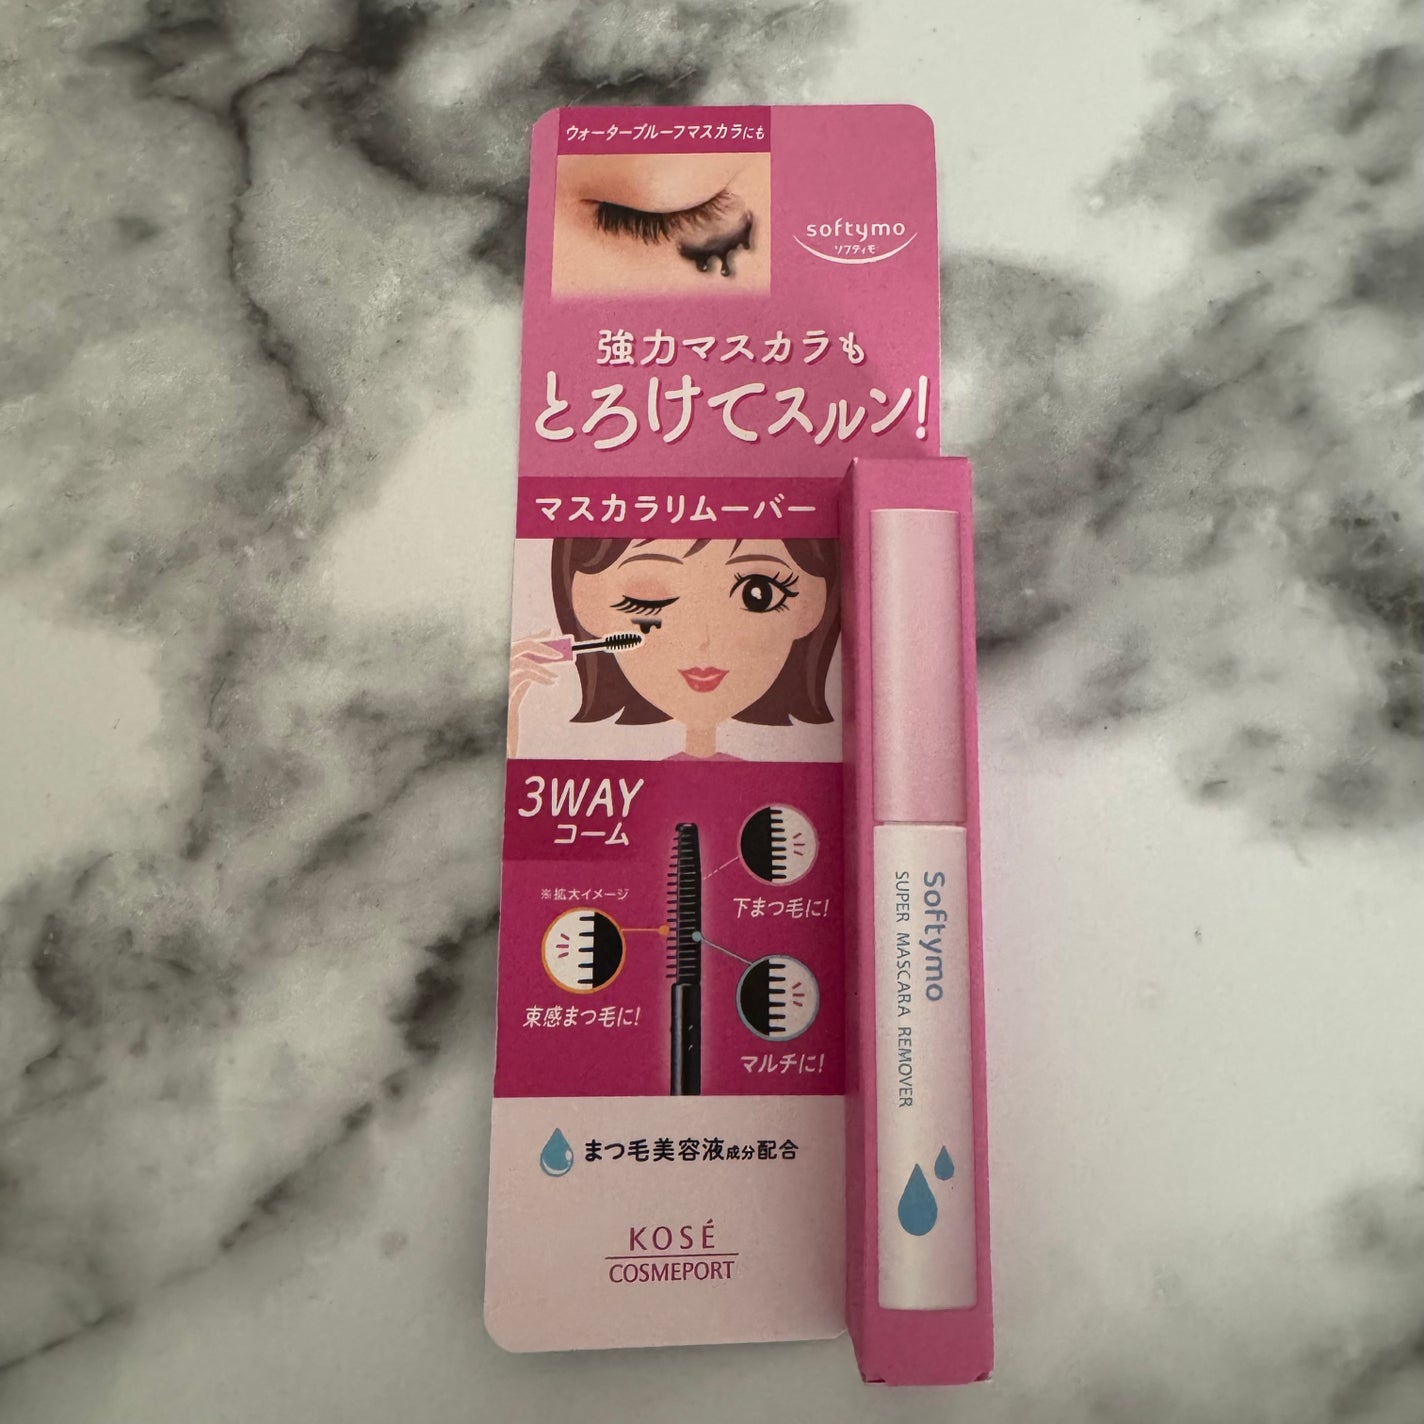 ウォータープルーフマスカラにも
softymo
ソフティモ
強力マスカラも
とろけてスルン!
マスカラリムーバー
3WAY
コーム
※拡大イメージ
下まつ毛に!
束感まつ毛に!
マルチに!
まつ毛美容液成分配合
KOSÉ
COSMEPORT
Softymo
SUPER MASCARA REMOVER